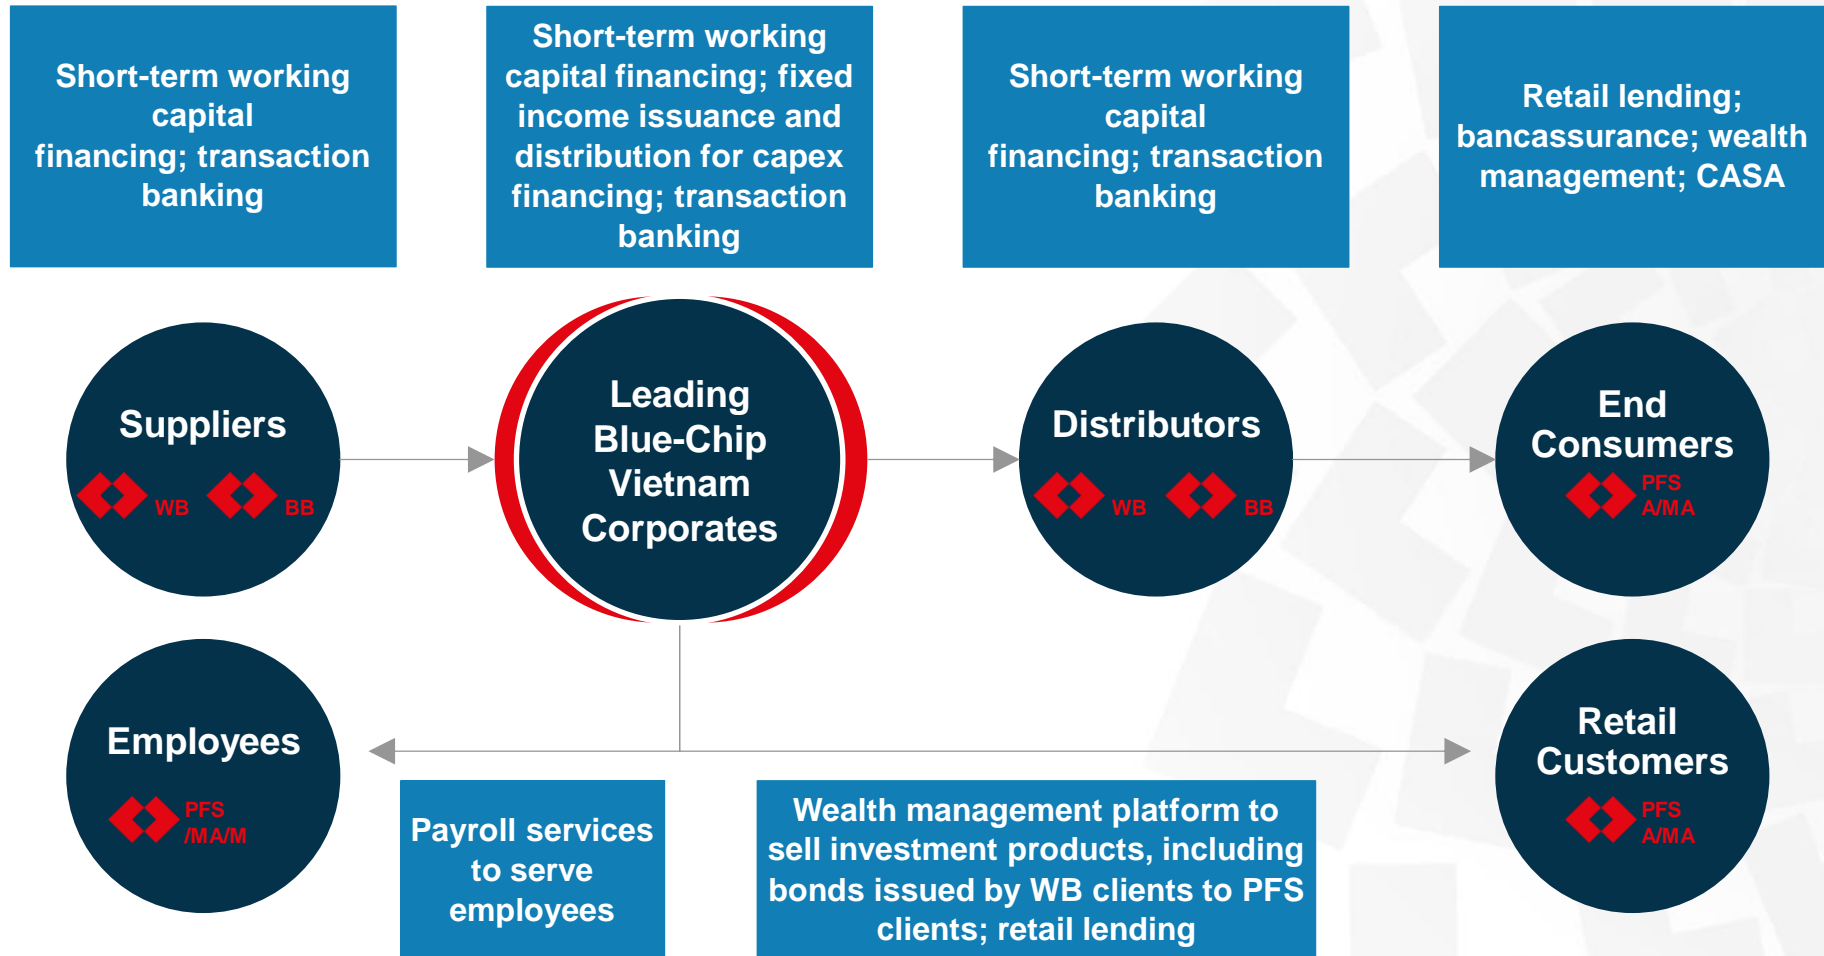 Short-term working
capital
financing; transaction
banking
Short-term working
capital financing; fixed
income issuance and
distribution for capex
financing; transaction
banking
Short-term working
capital
financing; transaction
banking
Retail lending;
bancassurance; wealth
management; CASA
Suppliers
WB
BB
Leading
Blue-Chip
Vietnam
Corporates
Distributors
WB
BB
End
Consumers
PFS
A/MA
Employees
PFS
/MA/M
Retail
Customers
PFS
A/MA
Payroll services
to serve
employees
Wealth management platform to
sell investment products, including
bonds issued by WB clients to PFS
clients; retail lending